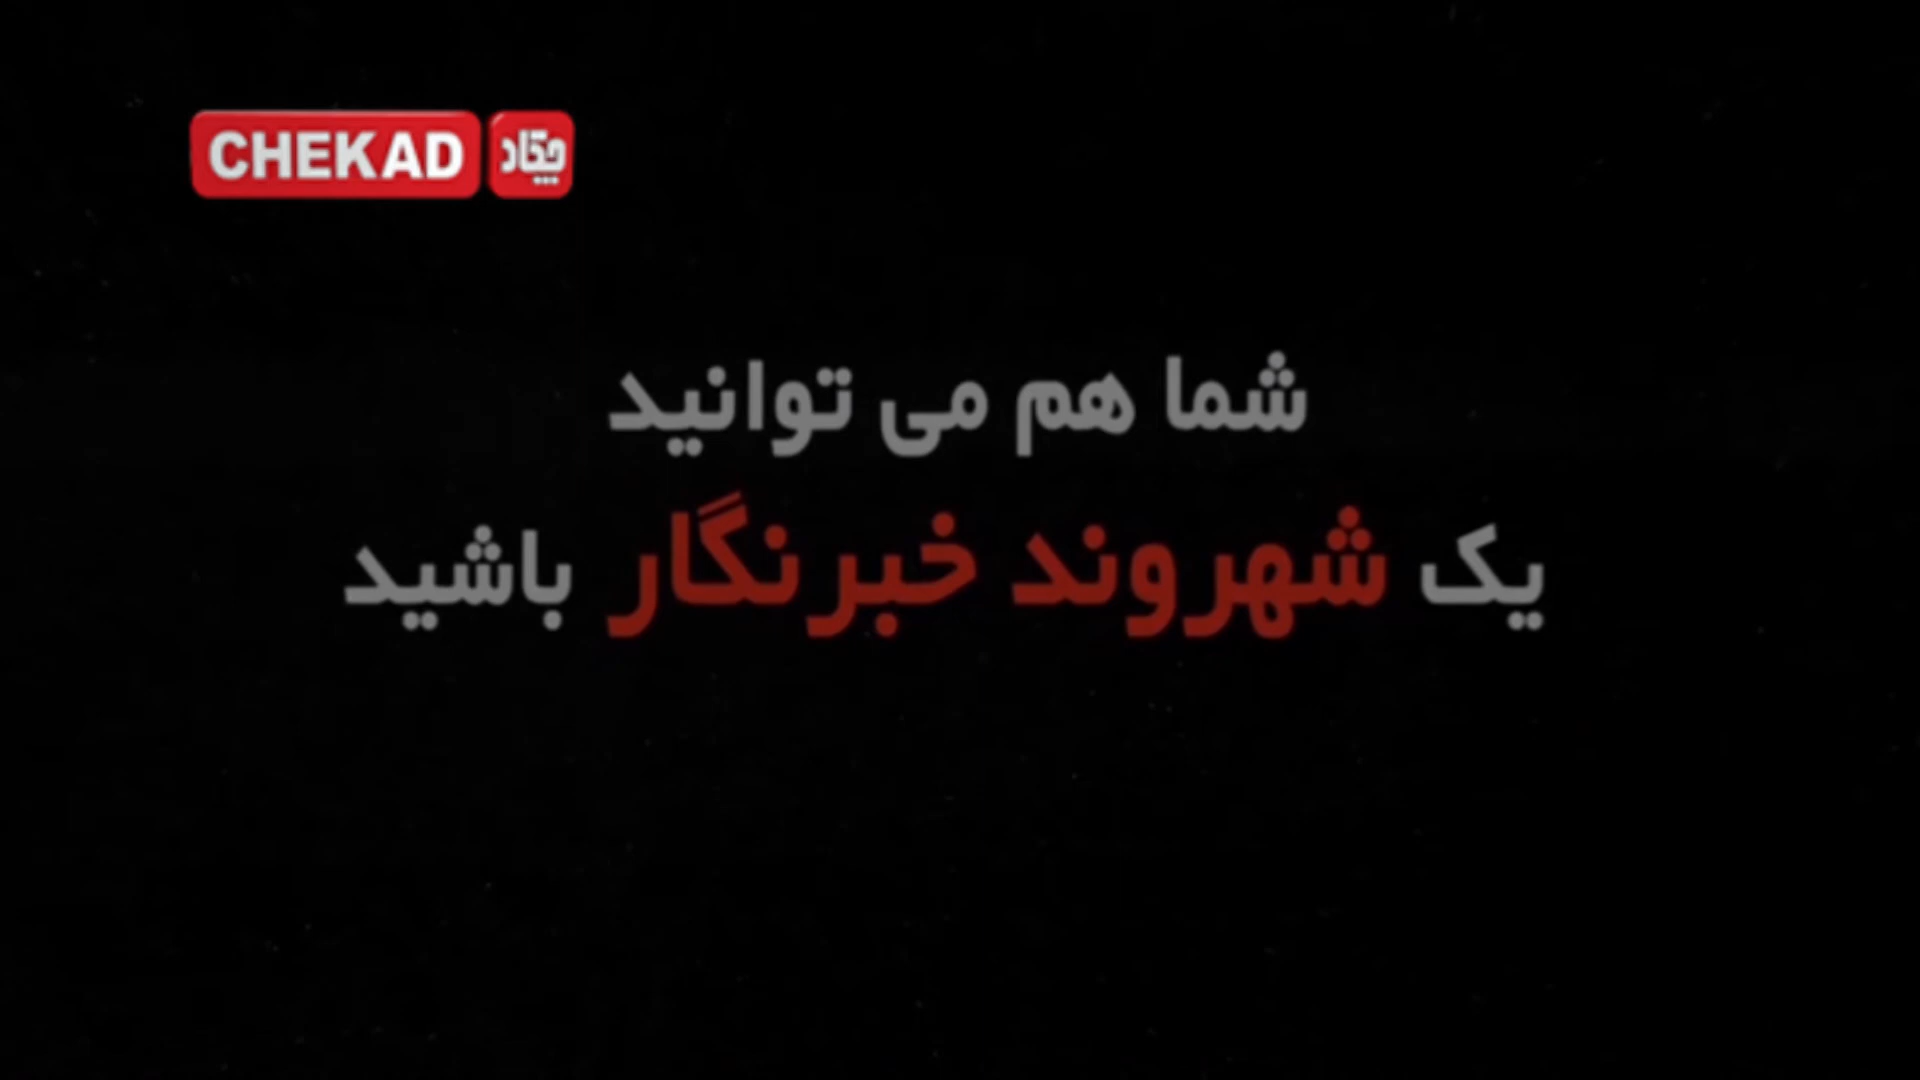 CHEKAD چکاد
شما هم می توانید
یک شهروند خبرنگار باشید